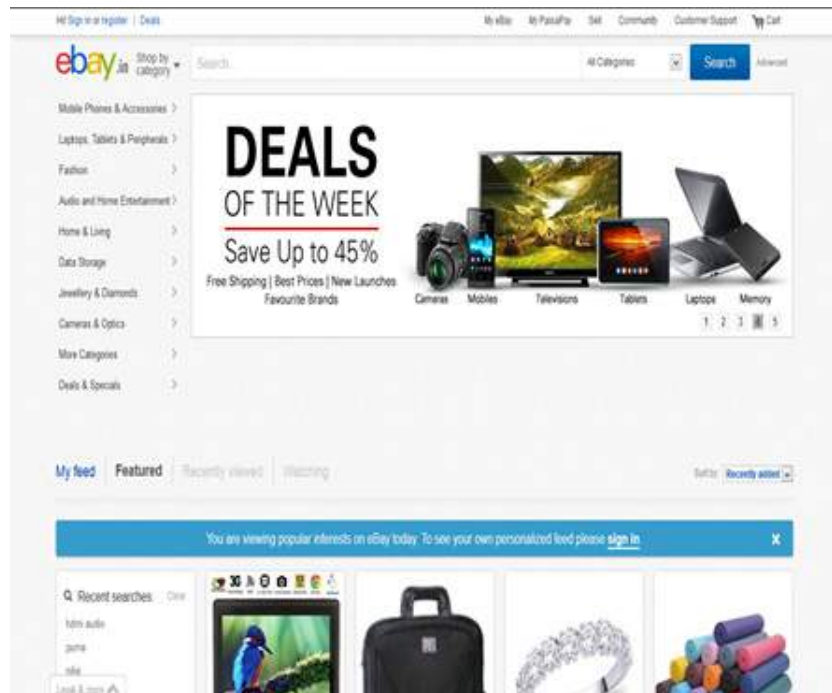 Hi! Sign in or register | Deals
My eBay My PaisaPay Sell Community Customer Support Cart
ebay.in Shop by category
Search...
All Categories
Search
Advanced
Mobile Phones & Accessories
Laptops, Tablets & Peripherals
Fashion
Audio and Home Entertainment
Home & Living
Data Storage
Jewellery & Diamonds
Cameras & Optics
More Categories
Deals & Specials
DEALS
OF THE WEEK
Save Up to 45%
Free Shipping | Best Prices | New Launches
Favourite Brands
Cameras Mobiles Televisions Tablets Laptops Memory
1 2 3 4 5
My feed Featured Recently viewed Watching
Sort by Recently added
You are viewing popular interests on eBay today. To see your own personalized feed please sign in
x
Recent searches Clear
hdmi audio
puma
nike
3G